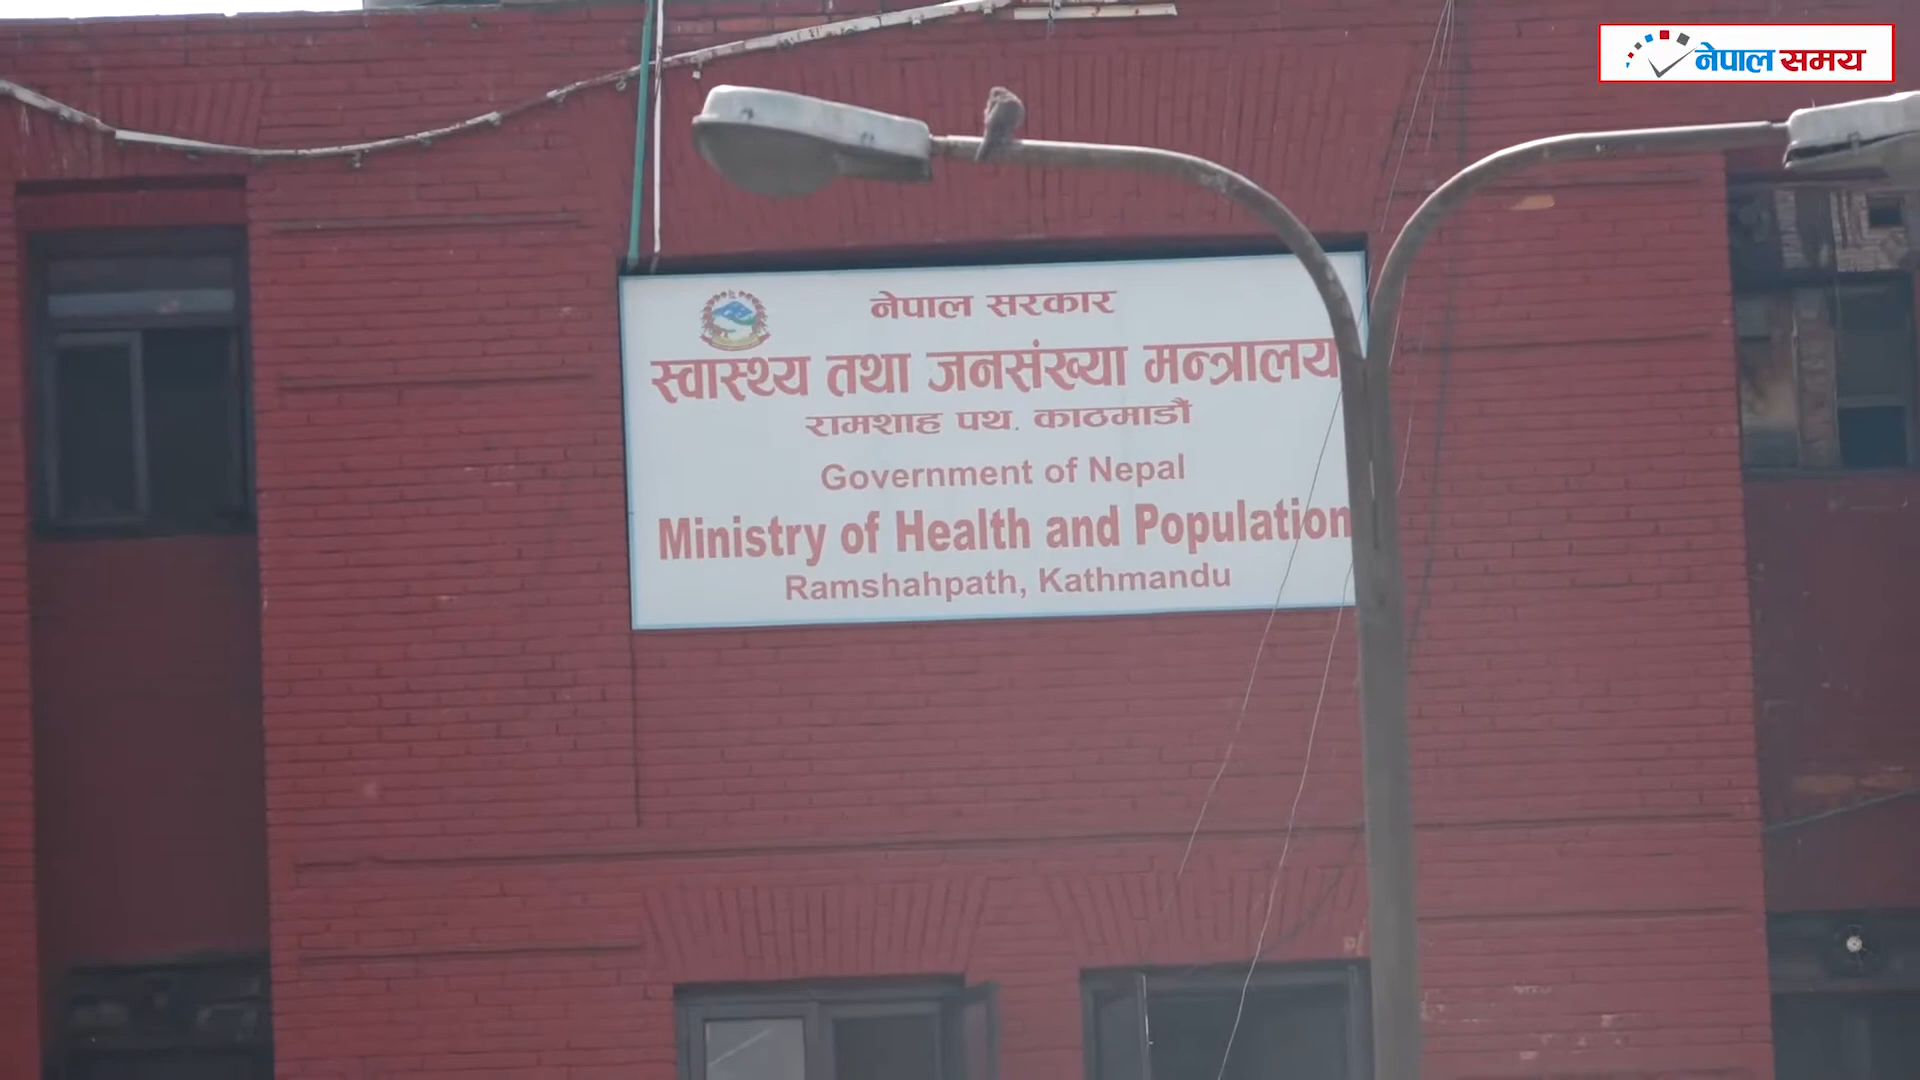 नेपाल समय
नेपाल सरकार
स्वास्थ्य तथा जनसंख्या मन्त्रालय
रामशाह पथ. काठमाडौं
Government of Nepal
Ministry of Health and Population
Ramshahpath, Kathmandu